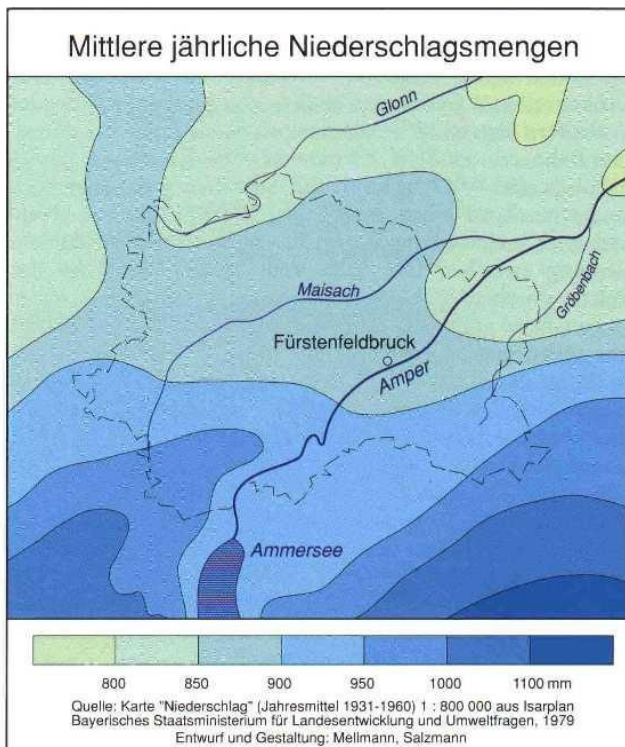 Mittlere jährliche Niederschlagsmengen
Glonn
Maisach
Gröbenbach
Fürstenfeldbruck
Amper
Ammersee
800 850 900 950 1000 1100 mm
Quelle: Karte "Niederschlag" (Jahresmittel 1931-1960) 1 : 800 000 aus Isarplan
Bayerisches Staatsministerium für Landesentwicklung und Umweltfragen, 1979
Entwurf und Gestaltung: Mellmann, Salzmann